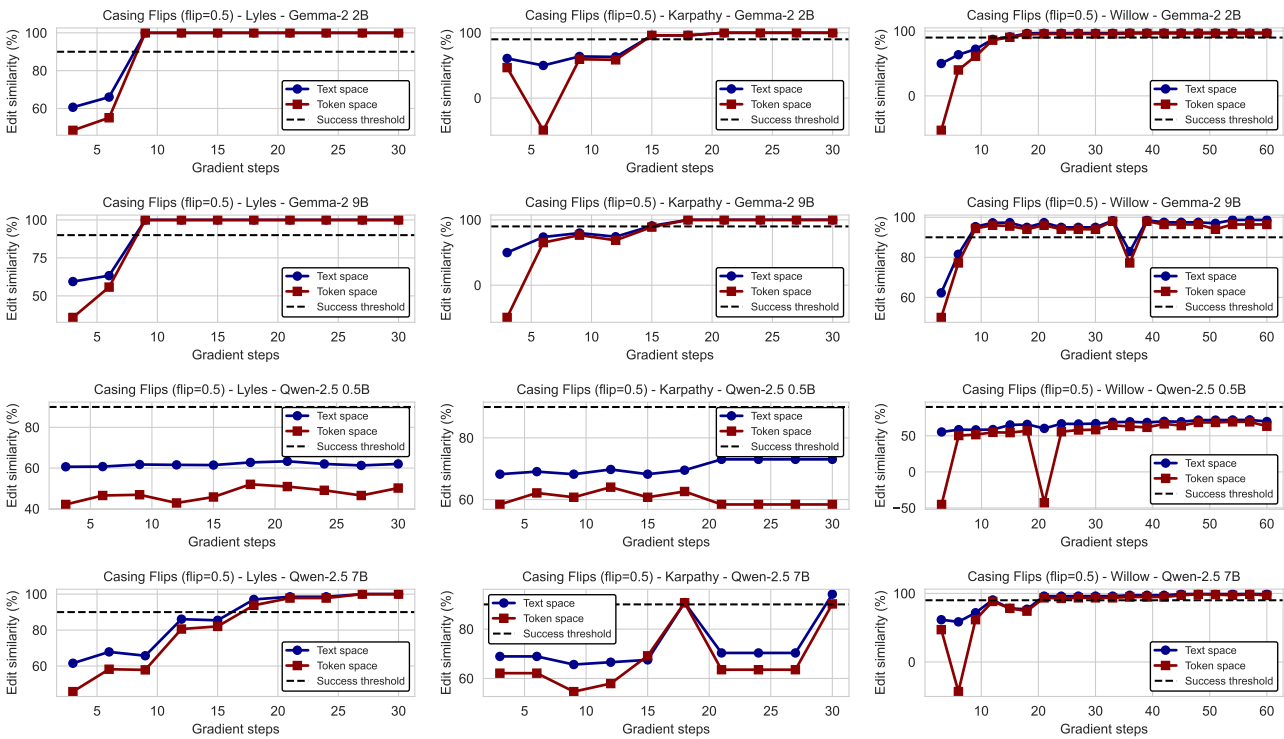 Casing Flips (flip=0.5) - Lyles - Gemma-2 2B
Edit similarity (%)
100
80
60
Text space
Token space
Success threshold
5 10 15 20 25 30
Gradient steps
Casing Flips (flip=0.5) - Karpathy - Gemma-2 2B
Edit similarity (%)
100
0
Text space
Token space
Success threshold
5 10 15 20 25 30
Gradient steps
Casing Flips (flip=0.5) - Willow - Gemma-2 2B
Edit similarity (%)
100
0
Text space
Token space
Success threshold
10 20 30 40 50 60
Gradient steps
Casing Flips (flip=0.5) - Lyles - Gemma-2 9B
Edit similarity (%)
100
75
50
Text space
Token space
Success threshold
5 10 15 20 25 30
Gradient steps
Casing Flips (flip=0.5) - Karpathy - Gemma-2 9B
Edit similarity (%)
100
0
Text space
Token space
Success threshold
5 10 15 20 25 30
Gradient steps
Casing Flips (flip=0.5) - Willow - Gemma-2 9B
Edit similarity (%)
100
80
60
Text space
Token space
Success threshold
10 20 30 40 50 60
Gradient steps
Casing Flips (flip=0.5) - Lyles - Qwen-2.5 0.5B
Edit similarity (%)
80
60
40
Text space
Token space
Success threshold
5 10 15 20 25 30
Gradient steps
Casing Flips (flip=0.5) - Karpathy - Qwen-2.5 0.5B
Edit similarity (%)
80
60
Text space
Token space
Success threshold
5 10 15 20 25 30
Gradient steps
Casing Flips (flip=0.5) - Willow - Qwen-2.5 0.5B
Edit similarity (%)
50
0
−50
Text space
Token space
Success threshold
10 20 30 40 50 60
Gradient steps
Casing Flips (flip=0.5) - Lyles - Qwen-2.5 7B
Edit similarity (%)
100
80
60
Text space
Token space
Success threshold
5 10 15 20 25 30
Gradient steps
Casing Flips (flip=0.5) - Karpathy - Qwen-2.5 7B
Edit similarity (%)
80
60
Text space
Token space
Success threshold
5 10 15 20 25 30
Gradient steps
Casing Flips (flip=0.5) - Willow - Qwen-2.5 7B
Edit similarity (%)
100
0
Text space
Token space
Success threshold
10 20 30 40 50 60
Gradient steps